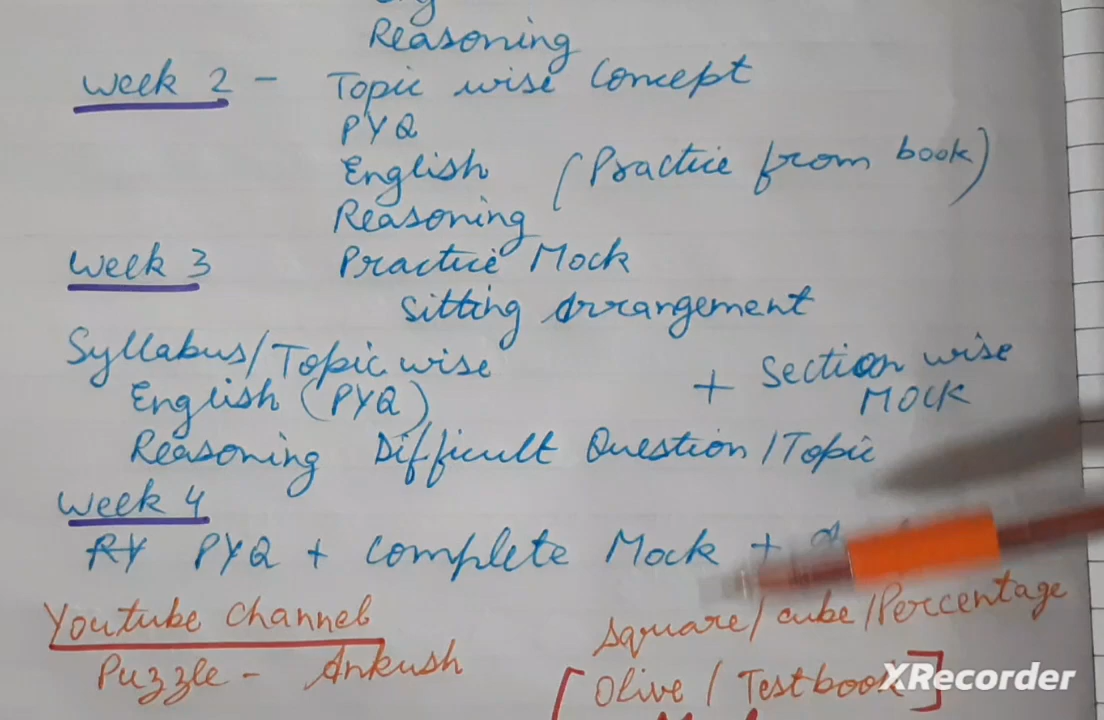 Reasoning
Week 2 - Topic wise Concept
PYQ
English (Practice from book)
Reasoning
Week 3 Practice Mock
Sitting Arrangement
Syllabus/Topic wise + Section wise
English (PYQ) MOCK
Reasoning Difficult Question/Topic
Week 4
RY PYQ + Complete Mock +
Youtube Channel Square/cube/Percentage
Puzzle - Ankush [Olive / Testbook]
XRecorder